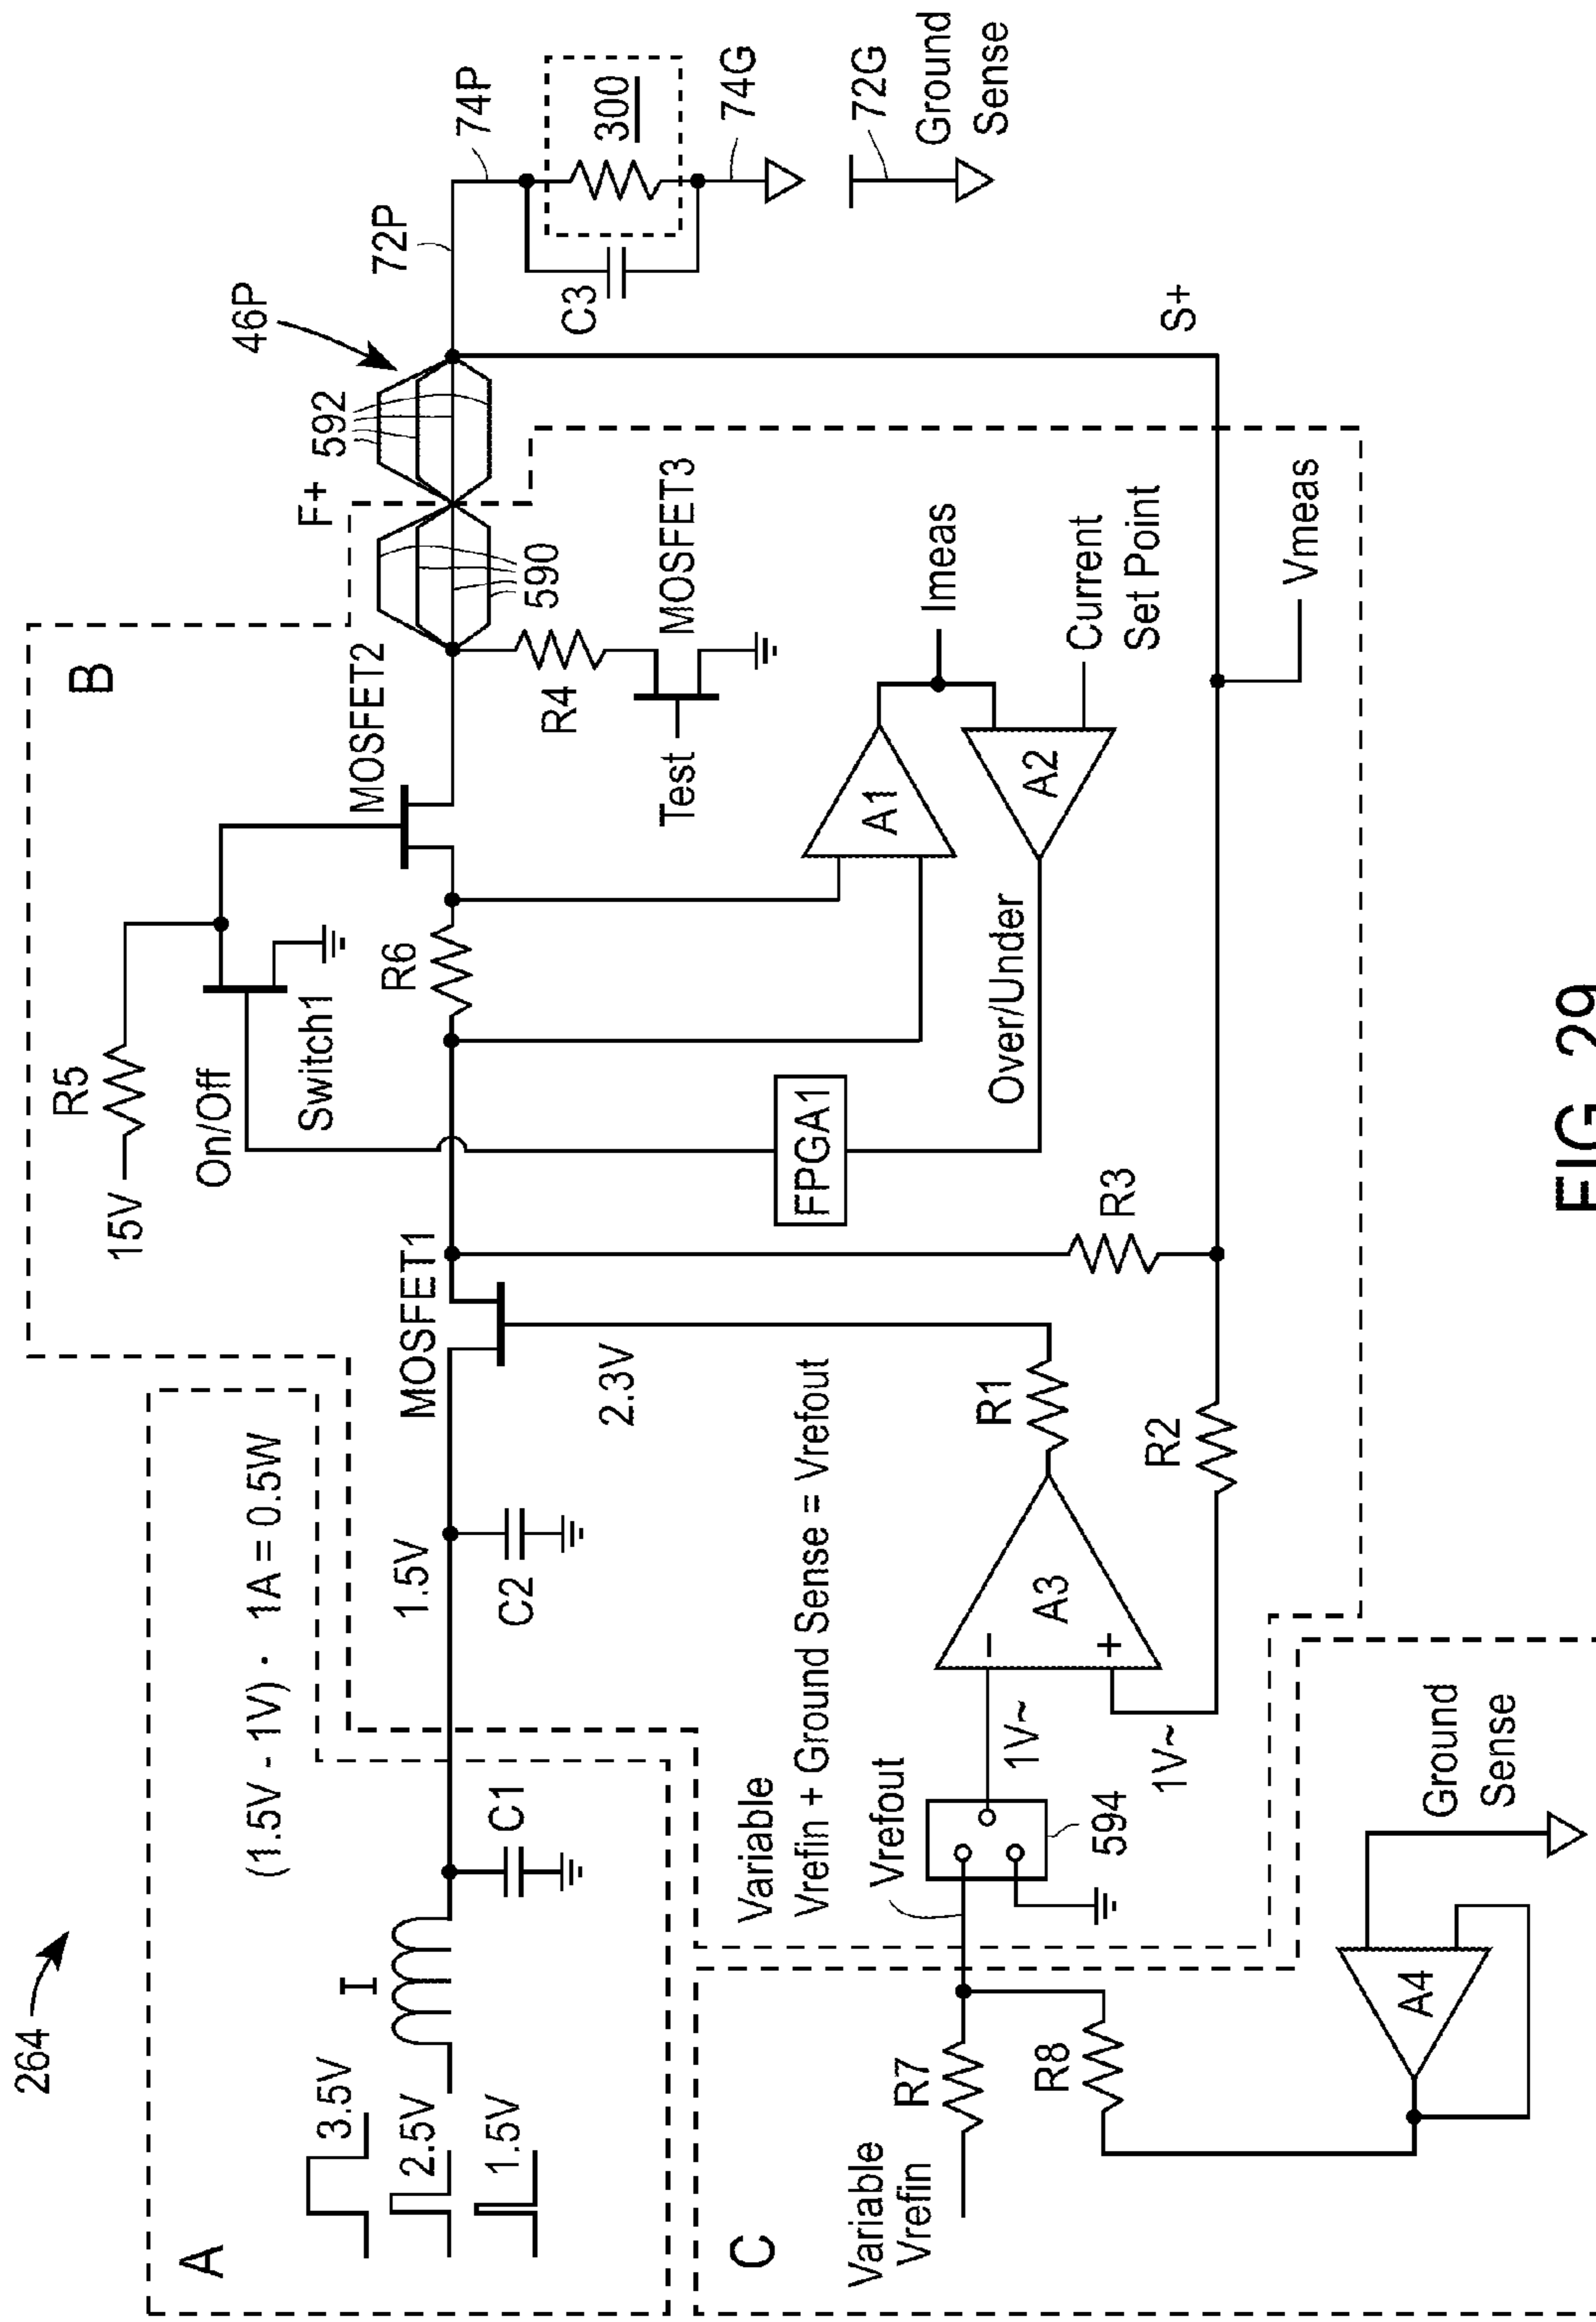 264
A
3.5V
2.5V
1.5V
I
C1
(1.5V - 1V) · 1A = 0.5W
1.5V
C2
MOSFET1
2.3V
B
15V
R5
On/Off
Switch1
R6
MOSFET2
FPGA1
R4
Test
MOSFET3
590
F+
592
46P
72P
74P
C3
300
74G
72G
Ground
Sense
S+
A1
Imeas
A2
Current
Set Point
Over/Under
Vmeas
R3
R1
R2
A3
−
+
1V~
1V~
Variable
Vrefin + Ground Sense = Vrefout
Vrefout
594
C
Variable
Vrefin
R7
R8
A4
Ground
Sense
FIG. 29